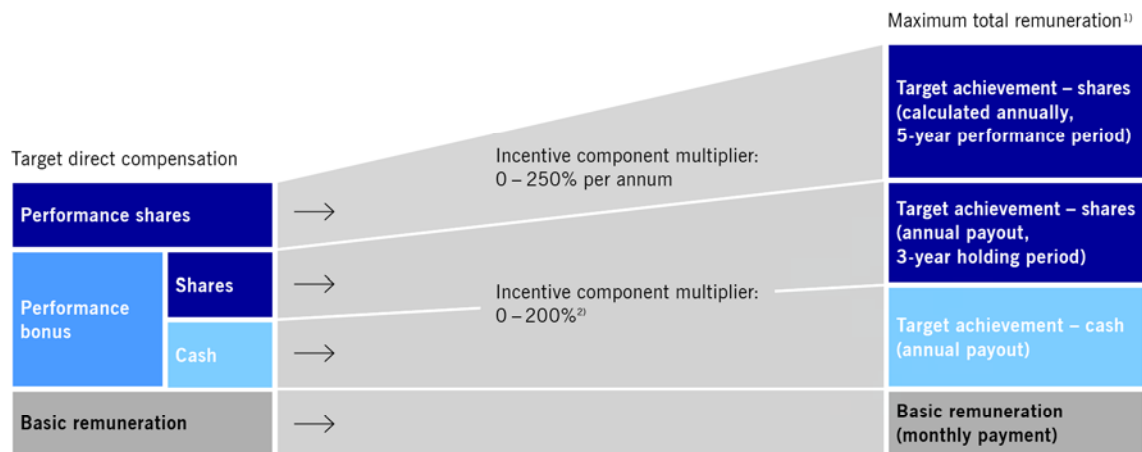 Maximum total remuneration¹⁾
Target direct compensation
Performance shares
Performance
bonus
Shares
Cash
Basic remuneration
Incentive component multiplier:
0 – 250% per annum
Incentive component multiplier:
0 – 200%²⁾
Target achievement – shares
(calculated annually,
5-year performance period)
Target achievement – shares
(annual payout,
3-year holding period)
Target achievement – cash
(annual payout)
Basic remuneration
(monthly payment)